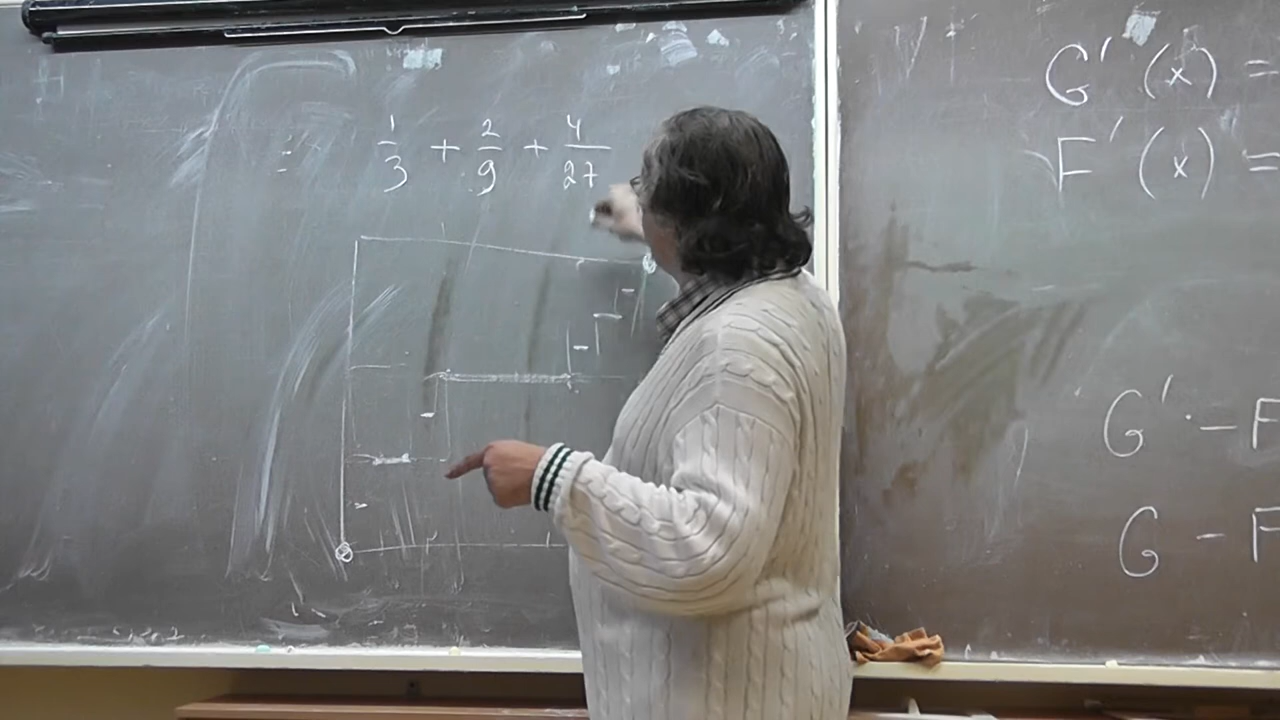 = 1/3 + 2/9 + 4/27
G'(x) =
F'(x) =
G' - F
G - F